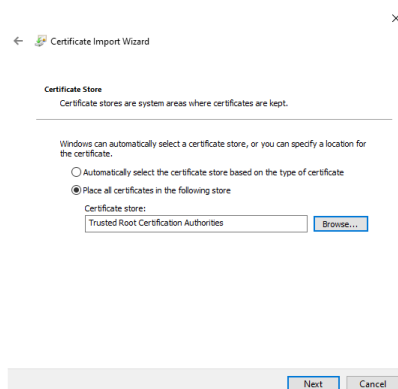 Certificate Import Wizard
Certificate Store
Certificate stores are system areas where certificates are kept.
Windows can automatically select a certificate store, or you can specify a location for
the certificate.
Automatically select the certificate store based on the type of certificate
Place all certificates in the following store
Certificate store:
Trusted Root Certification Authorities
Browse...
Next
Cancel